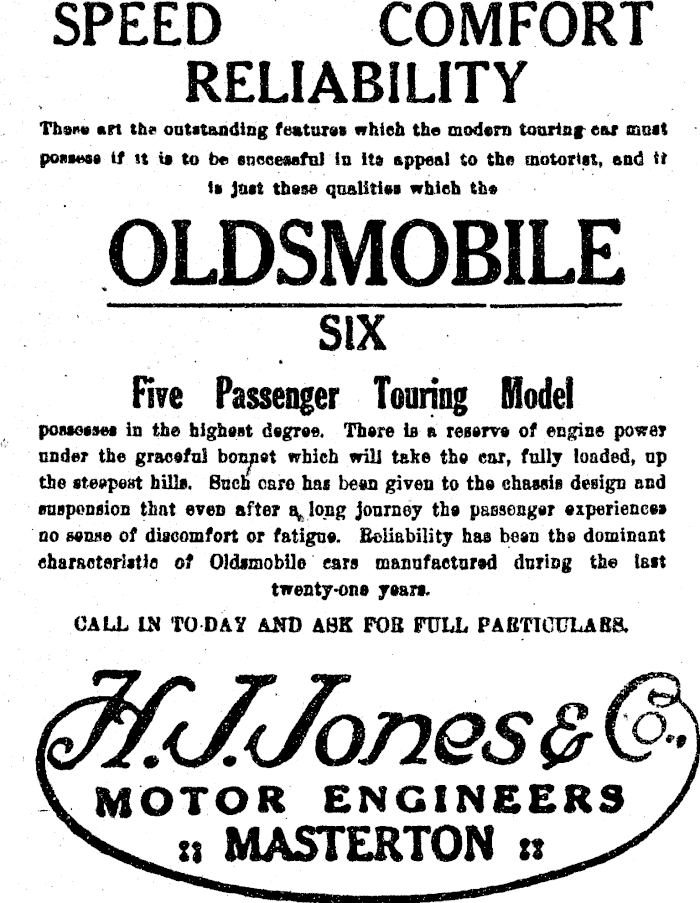 SPEED COMFORT
RELIABILITY
These are the outstanding features which the modern touring car must
possess if it is to be successful in its appeal to the motorist, and it
is just these qualities which the
OLDSMOBILE
SIX
Five Passenger Touring Model
possesses in the highest degree. There is a reserve of engine power
under the graceful bonnet which will take the car, fully loaded, up
the steepest hills. Such care has been given to the chassis design and
suspension that even after a long journey the passenger experiences
no sense of discomfort or fatigue. Reliability has been the dominant
characteristic of Oldsmobile cars manufactured during the last
twenty-one years.
CALL IN TO-DAY AND ASK FOR FULL PARTICULARS.
H. J. Jones & Co.,
MOTOR ENGINEERS
:: MASTERTON ::